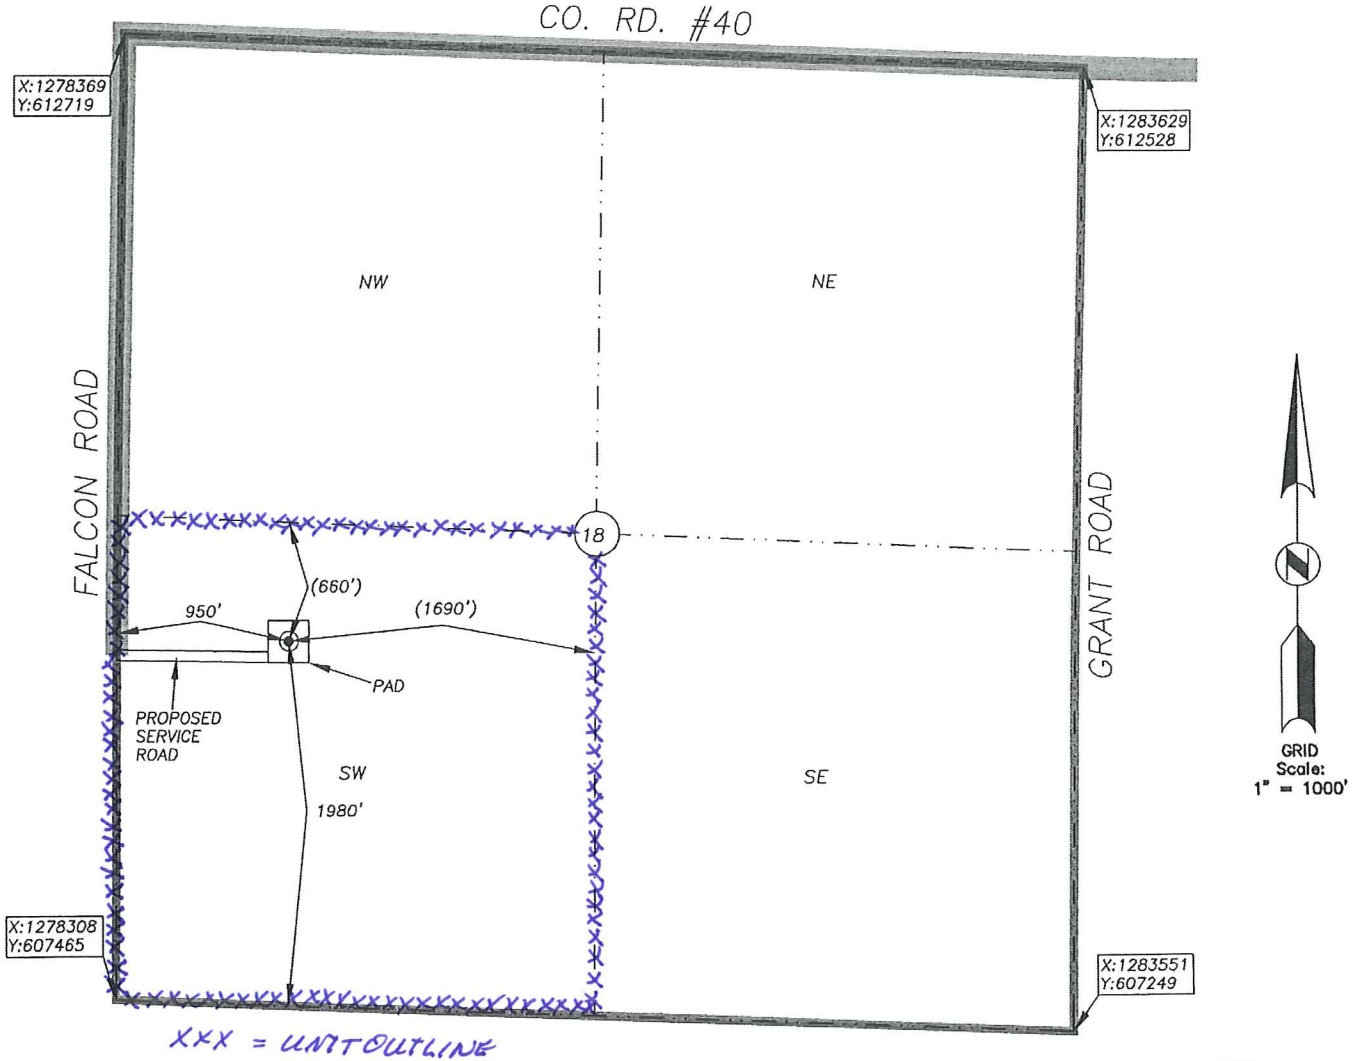 CO. RD. #40
X:1278369
Y:612719
X:1283629
Y:612528
NW
NE
FALCON ROAD
GRANT ROAD
18
(660')
950'
(1690')
PAD
PROPOSED
SERVICE
ROAD
SW
SE
1980'
N
GRID
Scale:
1" = 1000'
X:1278308
Y:607465
X:1283551
Y:607249
XXX = UNIT OUTLINE